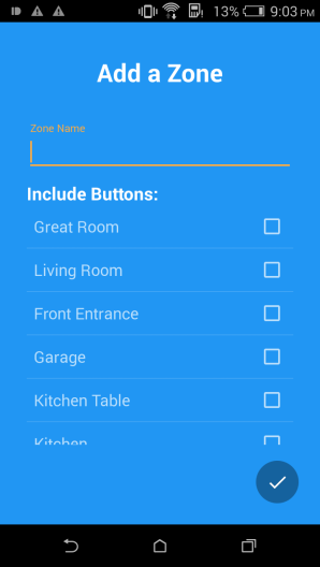 13% 9:03 PM
Add a Zone
Zone Name
Include Buttons:
Great Room
Living Room
Front Entrance
Garage
Kitchen Table
Kitchen